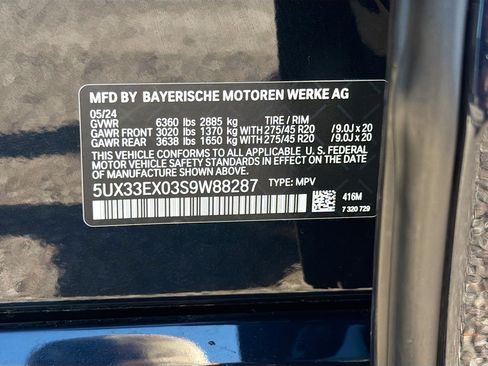 MFD BY BAYERISCHE MOTOREN WERKE AG
05/24
GVWR 6360 lbs 2885 kg TIRE / RIM
GAWR FRONT 3020 lbs 1370 kg WITH 275/45 R20 /9.0J x 20
GAWR REAR 3638 lbs 1650 kg WITH 275/45 R20 /9.0J x 20
THIS VEHICLE CONFORMS TO ALL APPLICABLE U.S. FEDERAL
MOTOR VEHICLE SAFETY STANDARDS IN EFFECT ON THE DATE
OF MANUFACTURE SHOWN ABOVE.
5UX33EX03S9W88287 TYPE: MPV
416M
7 320 729